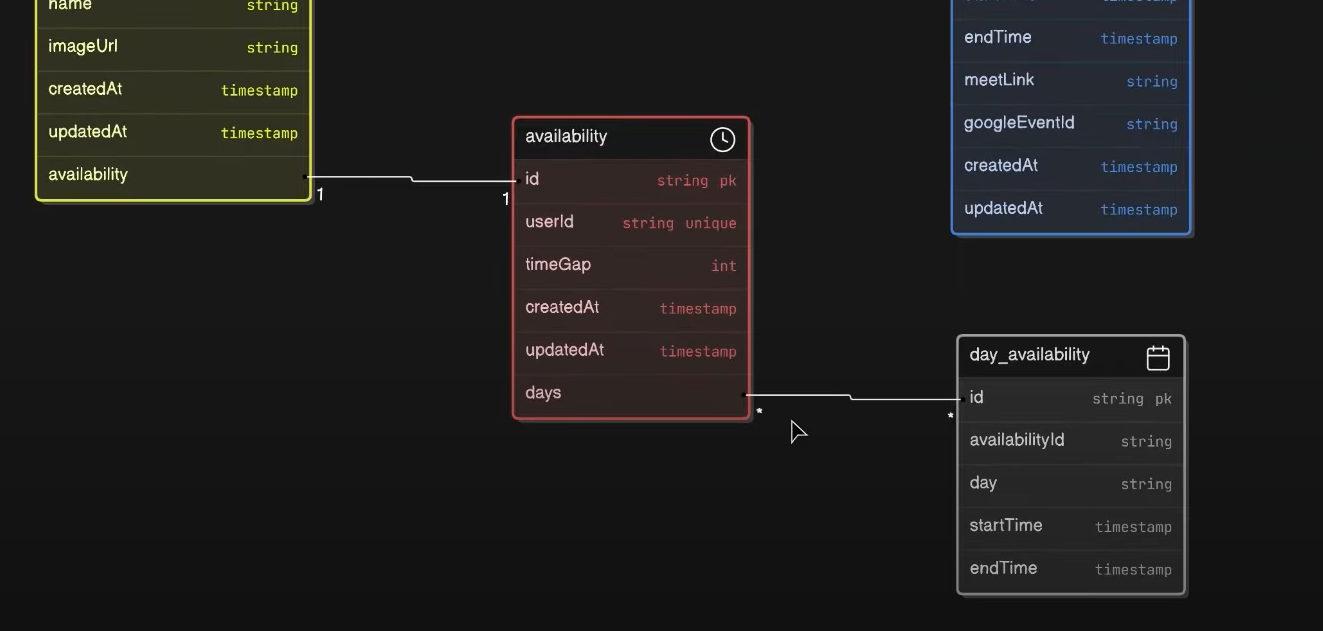 name string
imageUrl string
createdAt timestamp
updatedAt timestamp
availability
1
1
availability
id string pk
userId string unique
timeGap int
createdAt timestamp
updatedAt timestamp
days
*
*
endTime timestamp
meetLink string
googleEventId string
createdAt timestamp
updatedAt timestamp
day_availability
id string pk
availabilityId string
day string
startTime timestamp
endTime timestamp